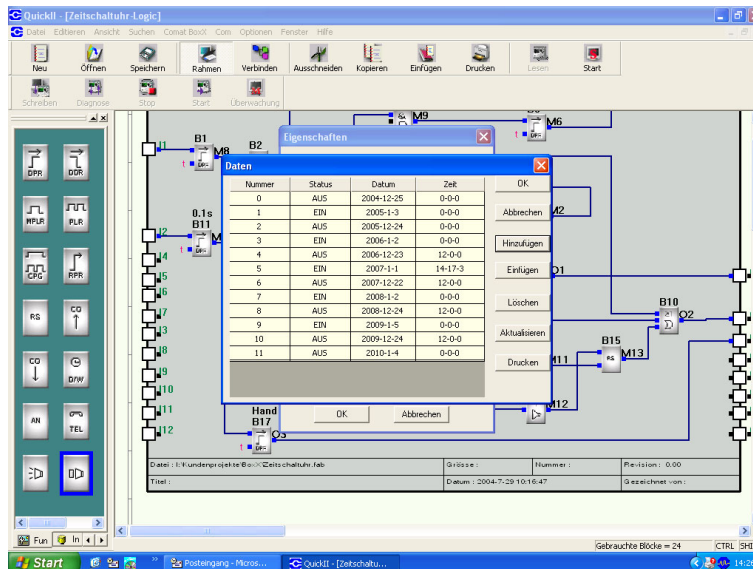 QuickII - [Zeitschaltuhr-Logic]
Datei Editieren Ansicht Suchen Comat BoxX Com Optionen Fenster Hilfe
Neu Öffnen Speichern Rahmen Verbinden Ausschneiden Kopieren Einfügen Drucken Lesen Start
Schreiben Diagnose Stop Start Überwachung
DPR DDR
MPLR PLR
CPG RPR
RS CO
CO D/W
AN TEL
Fun In
I1
B1
M8
B2
M9
M6
I2
0.1s
B11
I4
I5
I6
I7
I3
I8
I9
I10
I11
I12
M2
O1
B10
O2
B15
M13
RS
M11
M12
Hand
B17
O3
DPR
Eigenschaften
OK Abbrechen
Daten
Nummer Status Datum Zeit
0 AUS 2004-12-25 0-0-0
1 EIN 2005-1-3 0-0-0
2 AUS 2005-12-24 0-0-0
3 EIN 2006-1-2 0-0-0
4 AUS 2006-12-23 12-0-0
5 EIN 2007-1-1 14-17-3
6 AUS 2007-12-22 12-0-0
7 EIN 2008-1-2 0-0-0
8 AUS 2008-12-24 12-0-0
9 EIN 2009-1-5 0-0-0
10 AUS 2009-12-24 12-0-0
11 AUS 2010-1-4 0-0-0
OK
Abbrechen
Hinzufügen
Einfügen
Löschen
Aktualisieren
Drucken
Datei : I:\Kundenprojekte\BoxX\Zeitschaltuhr.fab Grösse : Nummer : Revision : 0.00
Titel : Datum : 2004-7-29 10:16:47 Gezeichnet von :
Gebrauchte Blöcke = 24 CTRL SHI
Start Posteingang - Micros... QuickII - [Zeitschaltu...